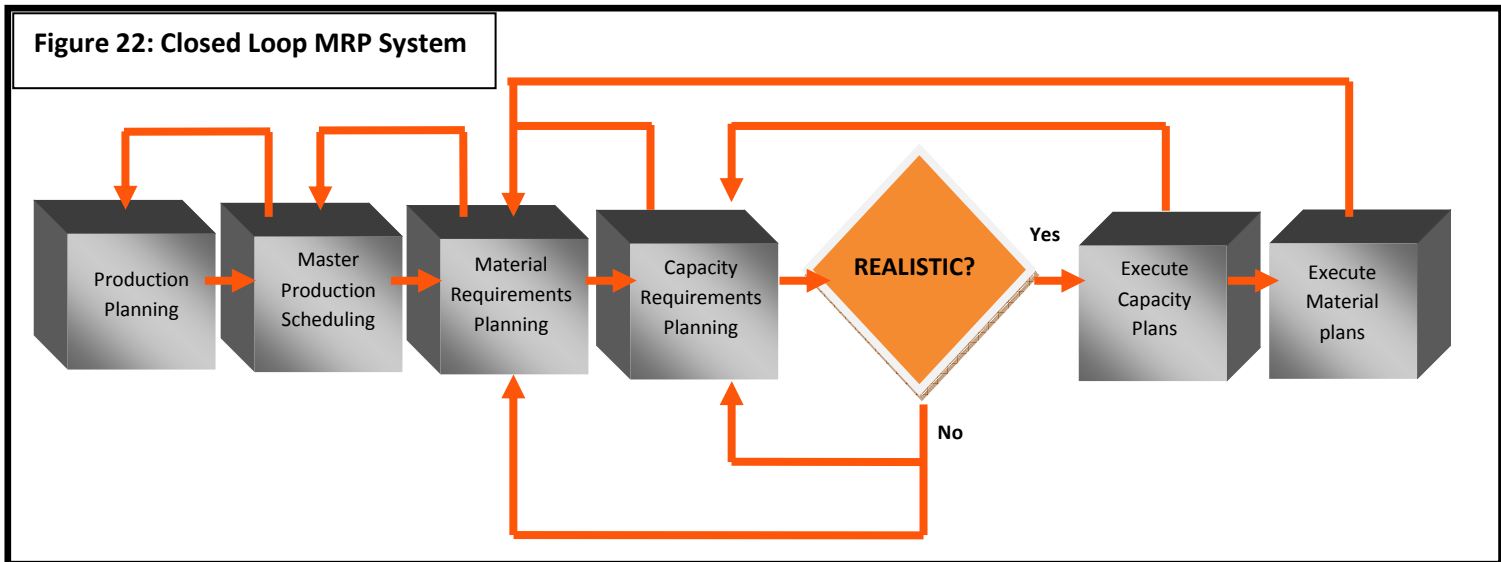 Figure 22: Closed Loop MRP System
Production
Planning
Master
Production
Scheduling
Material
Requirements
Planning
Capacity
Requirements
Planning
REALISTIC?
Yes
No
Execute
Capacity
Plans
Execute
Material
plans